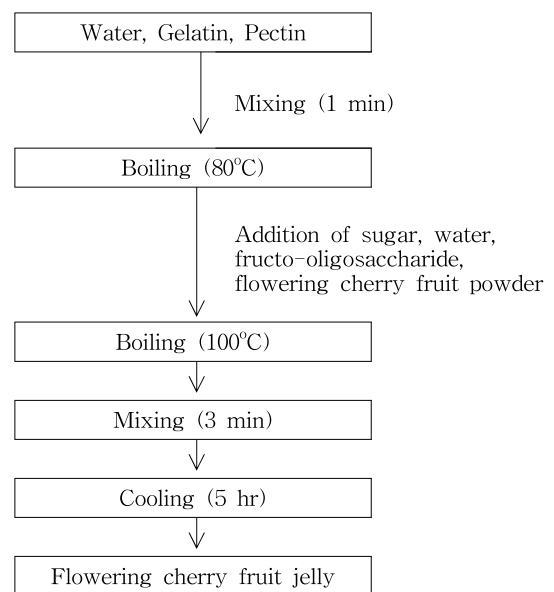 Water, Gelatin, Pectin
Mixing (1 min)
Boiling (80°C)
Addition of sugar, water,
fructo-oligosaccharide,
flowering cherry fruit powder
Boiling (100°C)
Mixing (3 min)
Cooling (5 hr)
Flowering cherry fruit jelly